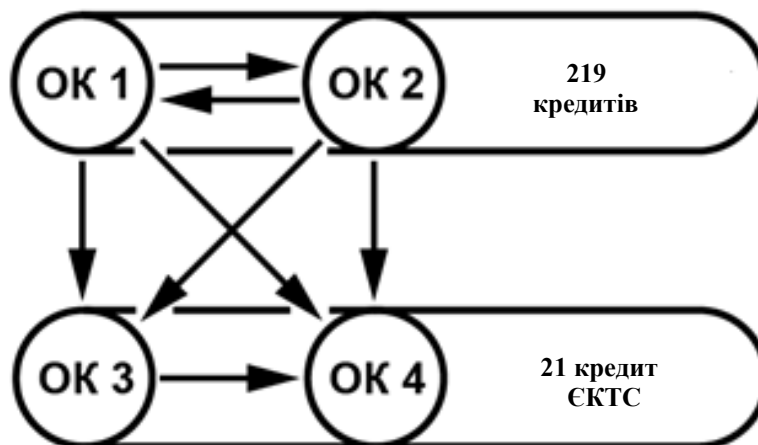 ОК 1
ОК 2
219
кредитів
ОК 3
ОК 4
21 кредит
ЄКТС